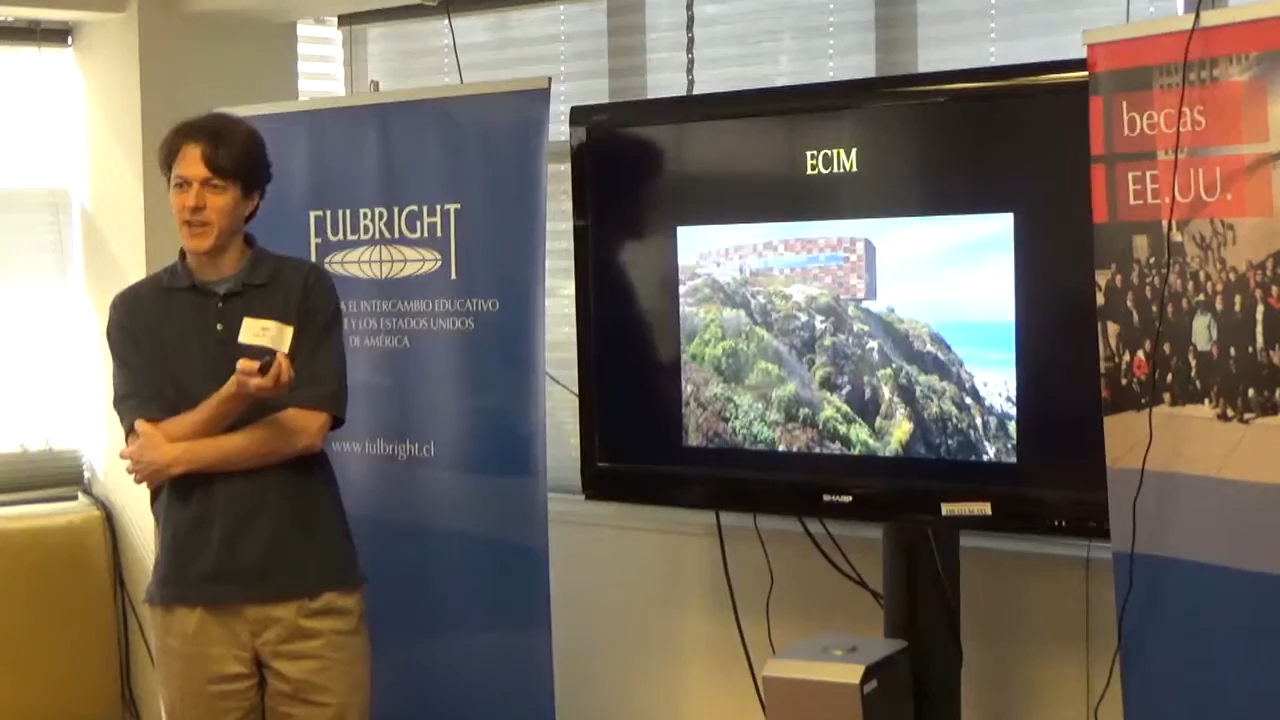 FULBRIGHT
EL INTERCAMBIO EDUCATIVO
Y LOS ESTADOS UNIDOS
DE AMÉRICA
www.fulbright.cl
ECIM
SHARP
becas
EE.UU.